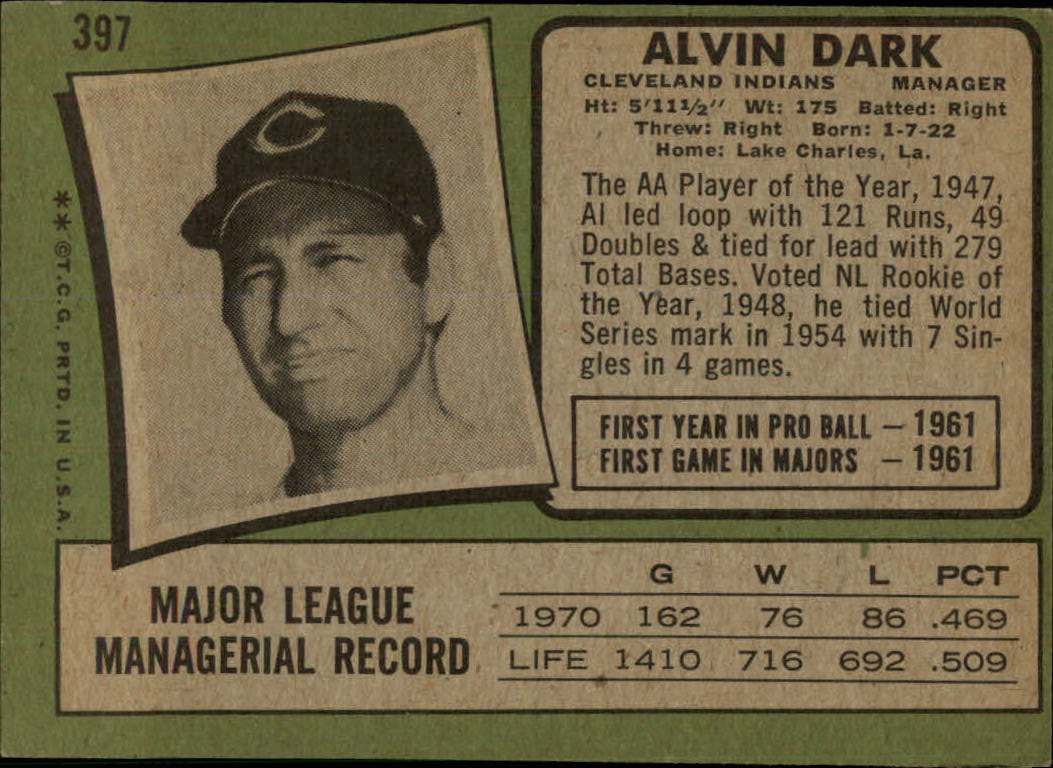 397
ALVIN DARK
CLEVELAND INDIANS MANAGER
Ht: 5'11½" Wt: 175 Batted: Right
Threw: Right Born: 1-7-22
Home: Lake Charles, La.
The AA Player of the Year, 1947,
Al led loop with 121 Runs, 49
Doubles & tied for lead with 279
Total Bases. Voted NL Rookie of
the Year, 1948, he tied World
Series mark in 1954 with 7 Sin-
gles in 4 games.
FIRST YEAR IN PRO BALL – 1961
FIRST GAME IN MAJORS – 1961
**©T.C.G. PRTD. IN U.S.A.
C
MAJOR LEAGUE
MANAGERIAL RECORD
G W L PCT
1970 162 76 86 .469
LIFE 1410 716 692 .509